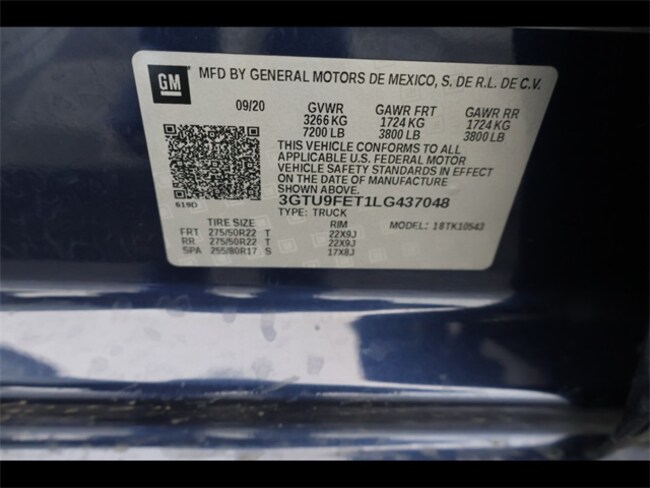 GM MFD BY GENERAL MOTORS DE MEXICO, S. DE R.L. DE C.V.
09/20 GVWR GAWR FRT GAWR RR
3266 KG 1724 KG 1724 KG
7200 LB 3800 LB 3800 LB
THIS VEHICLE CONFORMS TO ALL
APPLICABLE U.S. FEDERAL MOTOR
VEHICLE SAFETY STANDARDS IN EFFECT
ON THE DATE OF MANUFACTURE
SHOWN ABOVE.
619D 3GTU9FET1LG437048
TYPE: TRUCK
TIRE SIZE RIM MODEL: 18TK10543
FRT 275/50R22 T 22X9J
RR 275/50R22 T 22X9J
SPA 255/80R17 S 17X8J